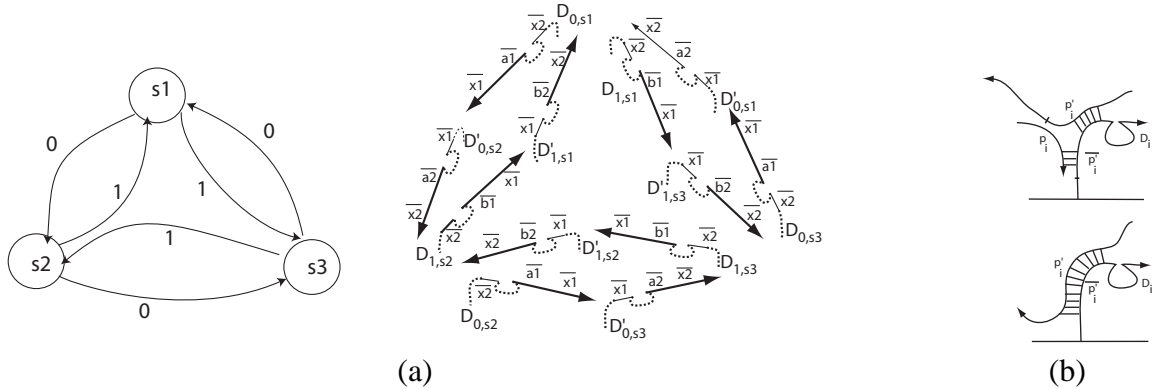 s1
0
0
1
1
s2
1
s3
0
D0,s1
x2
a1
x2
x1
b2
x1
D'0,s2
x1
D'1,s1
a2
x1
x2
b1
D1,s2
x2
x2
x2
a2
b1
x1
D1,s1
D'0,s1
x1
x1
x1
a1
D'1,s3
b2
x2
x2
D0,s3
x2
b2
x1
D'1,s2
x1
b1
x2
D1,s3
a1
x2
x1
D0,s2
x1
a2
x2
D'0,s3
(a)
p'i
pi
p'i
Di
p'i
p'i
Di
(b)